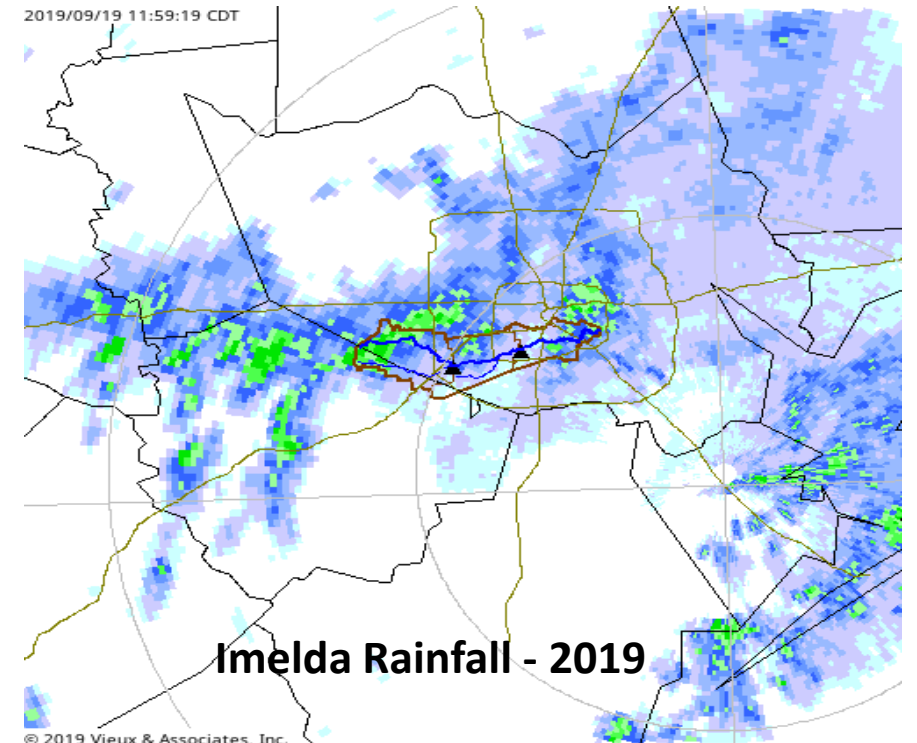 2019/09/19 11:59:19 CDT
Imelda Rainfall - 2019
© 2019 Vieux & Associates, Inc.